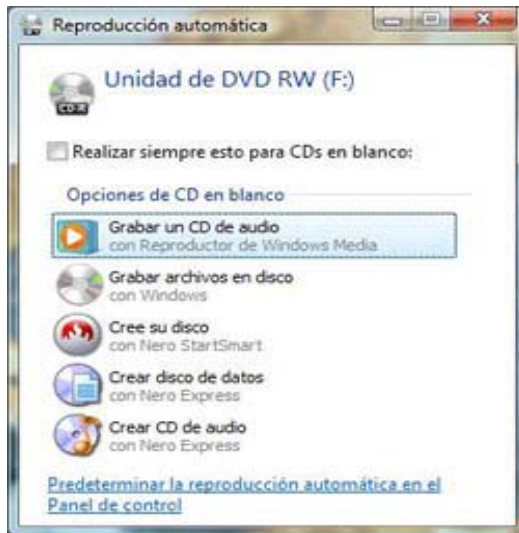 Reproducción automática
Unidad de DVD RW (F:)
CD-R
Realizar siempre esto para CDs en blanco:
Opciones de CD en blanco
Grabar un CD de audio
con Reproductor de Windows Media
Grabar archivos en disco
con Windows
Cree su disco
con Nero StartSmart
Crear disco de datos
con Nero Express
Crear CD de audio
con Nero Express
Predeterminar la reproducción automática en el
Panel de control